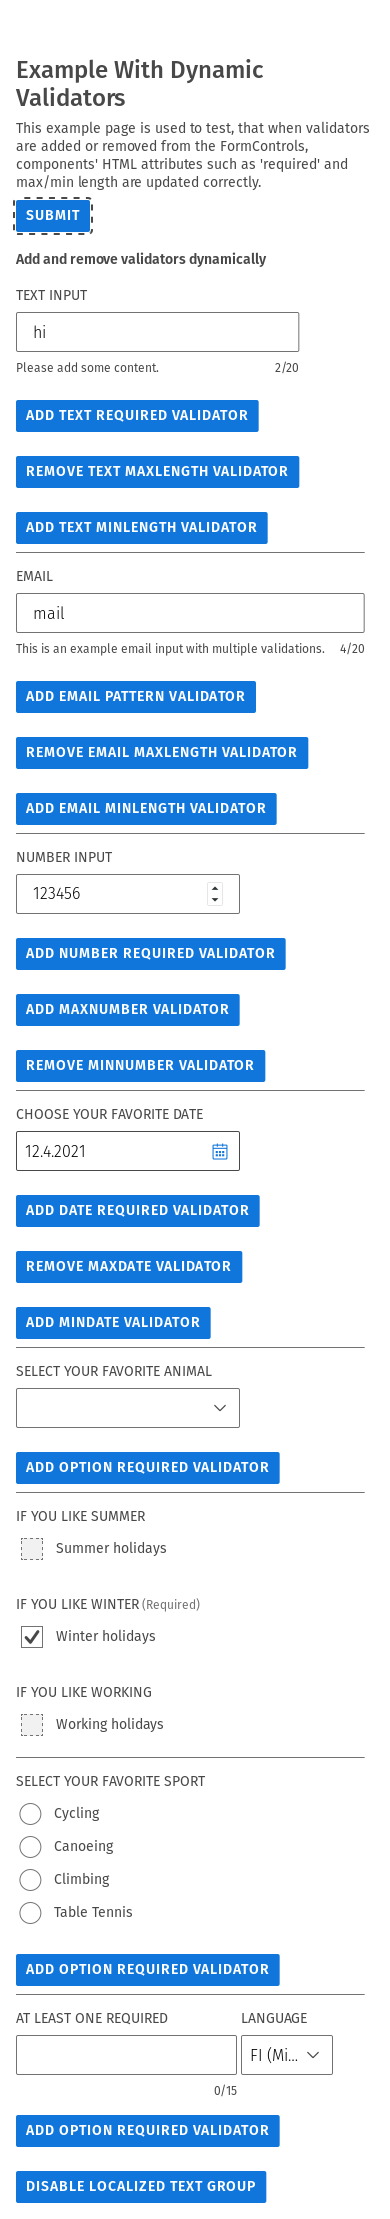 Example With Dynamic
Validators
This example page is used to test, that when validators
are added or removed from the FormControls,
components' HTML attributes such as 'required' and
max/min length are updated correctly.
SUBMIT
Add and remove validators dynamically
TEXT INPUT
hi
Please add some content. 2/20
ADD TEXT REQUIRED VALIDATOR
REMOVE TEXT MAXLENGTH VALIDATOR
ADD TEXT MINLENGTH VALIDATOR
EMAIL
mail
This is an example email input with multiple validations. 4/20
ADD EMAIL PATTERN VALIDATOR
REMOVE EMAIL MAXLENGTH VALIDATOR
ADD EMAIL MINLENGTH VALIDATOR
NUMBER INPUT
123456
ADD NUMBER REQUIRED VALIDATOR
ADD MAXNUMBER VALIDATOR
REMOVE MINNUMBER VALIDATOR
CHOOSE YOUR FAVORITE DATE
12.4.2021
ADD DATE REQUIRED VALIDATOR
REMOVE MAXDATE VALIDATOR
ADD MINDATE VALIDATOR
SELECT YOUR FAVORITE ANIMAL
ADD OPTION REQUIRED VALIDATOR
IF YOU LIKE SUMMER
Summer holidays
IF YOU LIKE WINTER (Required)
Winter holidays
IF YOU LIKE WORKING
Working holidays
SELECT YOUR FAVORITE SPORT
Cycling
Canoeing
Climbing
Table Tennis
ADD OPTION REQUIRED VALIDATOR
AT LEAST ONE REQUIRED LANGUAGE
FI (Mi...
0/15
ADD OPTION REQUIRED VALIDATOR
DISABLE LOCALIZED TEXT GROUP